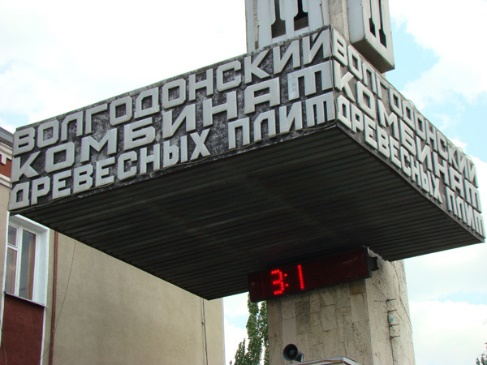 ВОЛГОДОНСКИЙ
КОМБИНАТ
ДРЕВЕСНЫХ ПЛИТ
ВОЛГОДОНСКИЙ
КОМБИНАТ
ДРЕВЕСНЫХ ПЛИТ
3:1